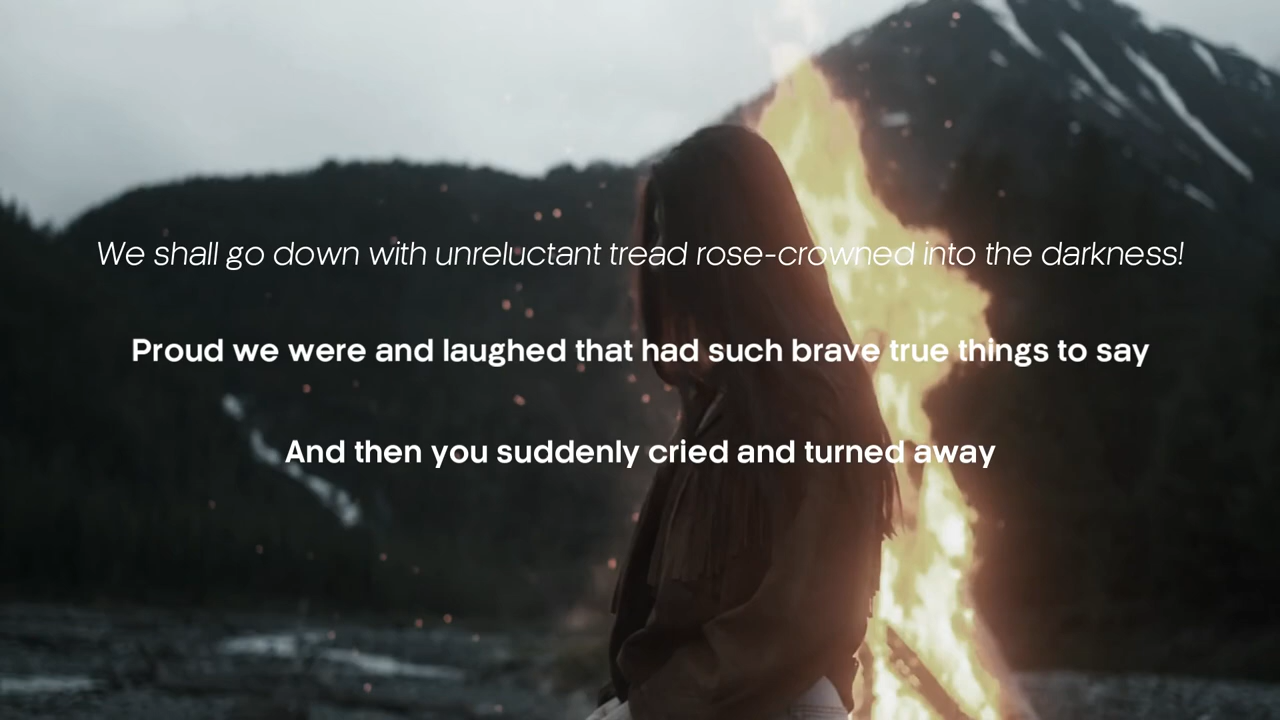 We shall go down with unreluctant tread rose-crowned into the darkness!
Proud we were and laughed that had such brave true things to say
And then you suddenly cried and turned away